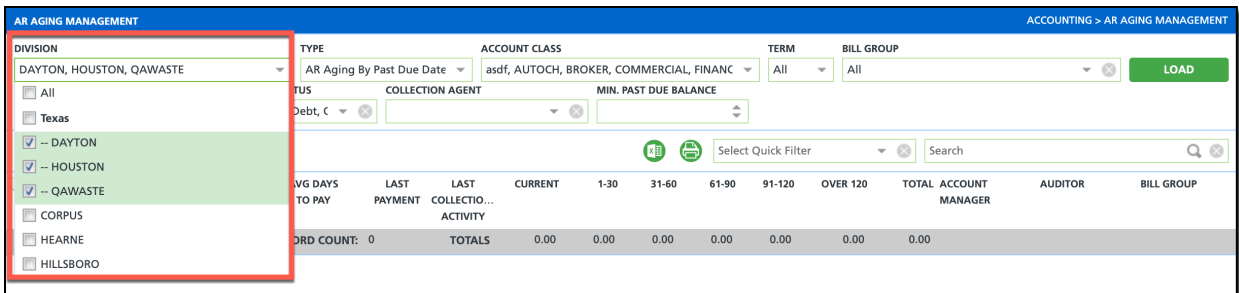 AR AGING MANAGEMENT ACCOUNTING > AR AGING MANAGEMENT
DIVISION TYPE ACCOUNT CLASS TERM BILL GROUP
DAYTON, HOUSTON, QAWASTE AR Aging By Past Due Date asdf, AUTOCH, BROKER, COMMERCIAL, FINANC All All LOAD
All TUS COLLECTION AGENT MIN. PAST DUE BALANCE
Texas Debt, C
-- DAYTON
Select Quick Filter Search
-- HOUSTON
-- QAWASTE
AVG DAYS LAST LAST CURRENT 1-30 31-60 61-90 91-120 OVER 120 TOTAL ACCOUNT AUDITOR BILL GROUP
TO PAY PAYMENT COLLECTIO... MANAGER
CORPUS ACTIVITY
HEARNE ORD COUNT: 0 TOTALS 0.00 0.00 0.00 0.00 0.00 0.00 0.00
HILLSBORO